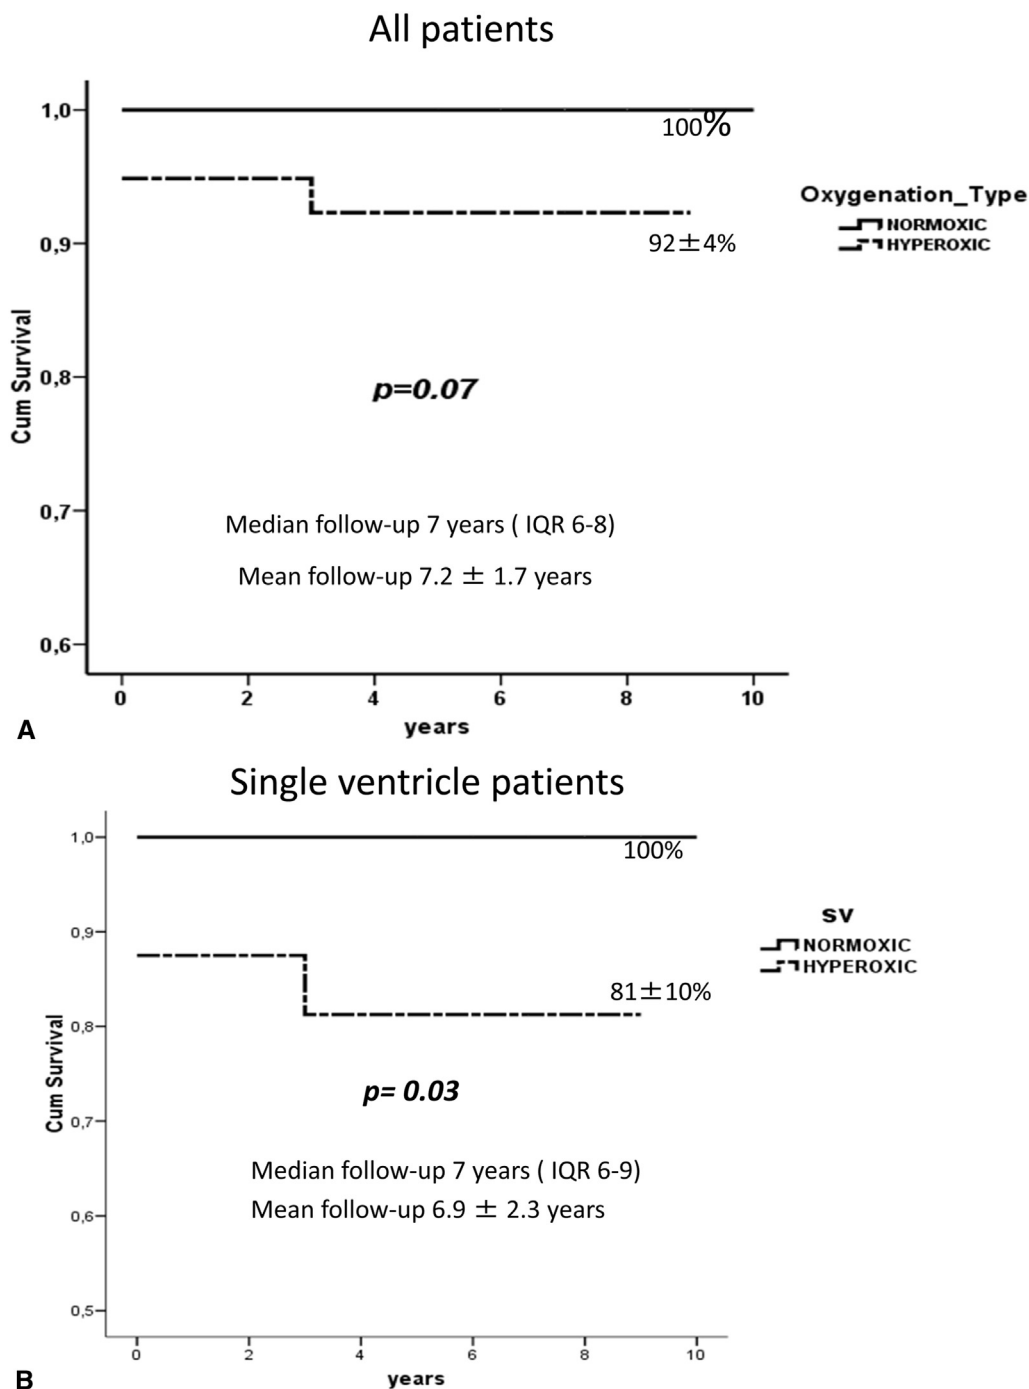 All patients
1,0
100%
Oxygenation_Type
NORMOXIC
HYPEROXIC
0,9
92±4%
Cum Survival
0,8
p=0.07
0,7
Median follow-up 7 years ( IQR 6-8)
Mean follow-up 7.2 ± 1.7 years
0,6
0 2 4 6 8 10
years
A
Single ventricle patients
1,0
100%
sv
NORMOXIC
HYPEROXIC
0,9
81±10%
Cum Survival
0,8
p= 0.03
0,7
Median follow-up 7 years ( IQR 6-9)
Mean follow-up 6.9 ± 2.3 years
0,6
0,5
0 2 4 6 8 10
years
B